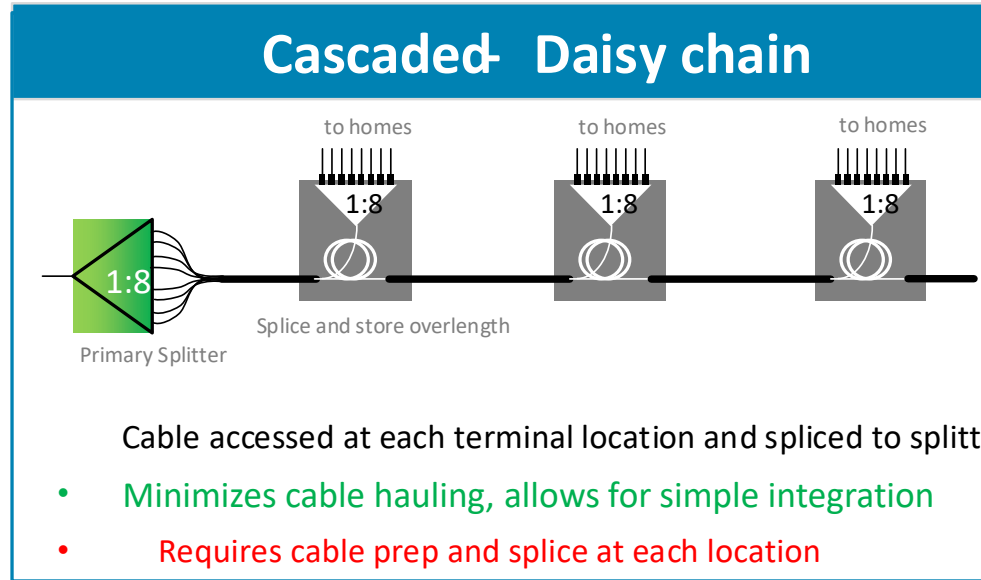 Cascaded- Daisy chain
to homes to homes to homes
1:8 1:8 1:8
1:8
Splice and store overlength
Primary Splitter
Cable accessed at each terminal location and spliced to splitt
• Minimizes cable hauling, allows for simple integration
• Requires cable prep and splice at each location